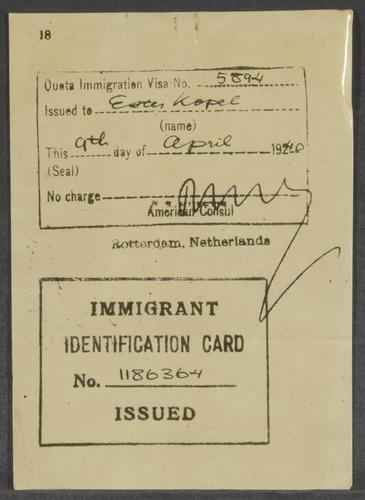 18
Quota Immigration Visa No. 5894
Issued to Ester Kopel
(name)
This 9th day of April 1940
(Seal)
No charge
American Consul
Rotterdam, Netherlands
IMMIGRANT
IDENTIFICATION CARD
No. 1186364
ISSUED